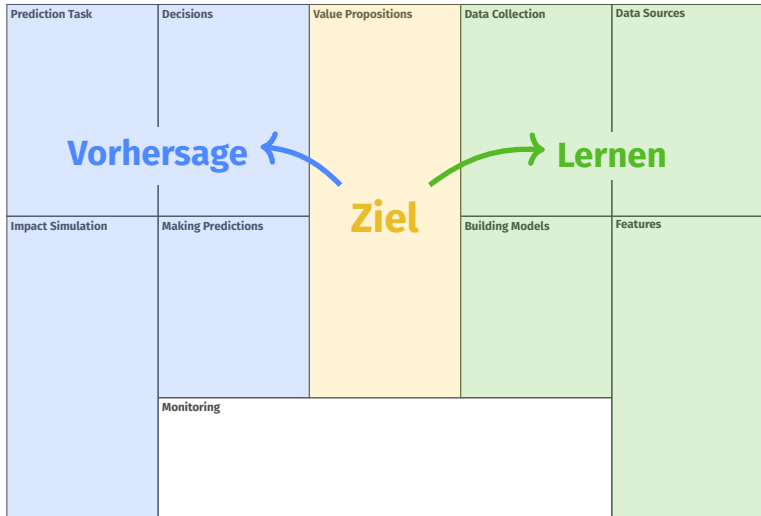 Prediction Task
Decisions
Value Propositions
Data Collection
Data Sources
Vorhersage
Lernen
Ziel
Impact Simulation
Making Predictions
Building Models
Features
Monitoring